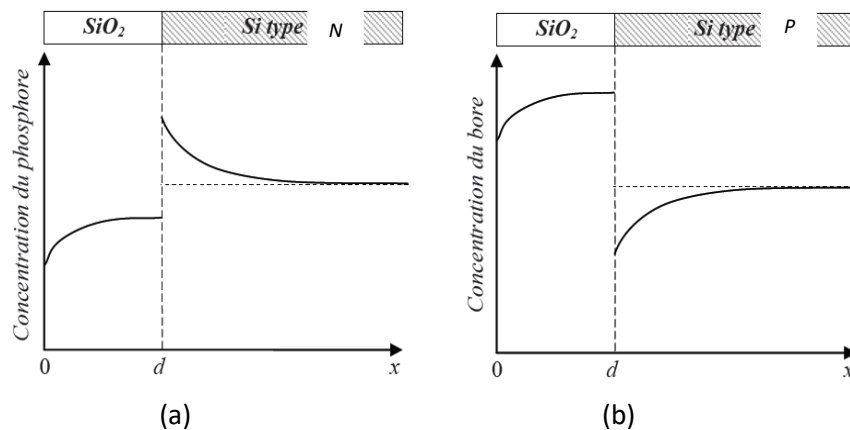 SiO2 Si type N
Concentration du phosphore
0 d x
(a)
SiO2 Si type P
Concentration du bore
0 d x
(b)